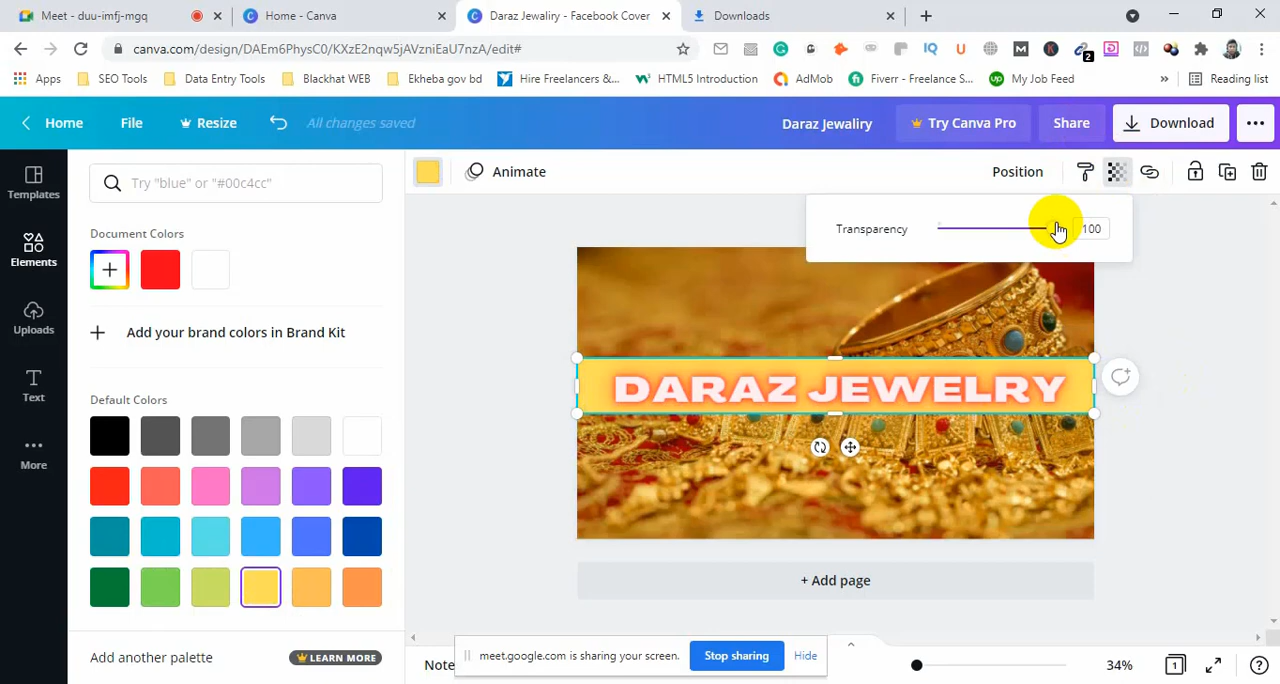 Meet - duu-imfj-mgq
Home - Canva
Daraz Jewaliry - Facebook Cover
Downloads
canva.com/design/DAEm6PhysC0/KXzE2nqw5jAVzniEaU7nzA/edit#
2
Apps
SEO Tools
Data Entry Tools
Blackhat WEB
Ekheba gov bd
Hire Freelancers &...
HTML5 Introduction
AdMob
Fiverr - Freelance S...
My Job Feed
»
Reading list
Home
File
Resize
All changes saved
Daraz Jewaliry
Try Canva Pro
Share
Download
Templates
Elements
Uploads
Text
More
Try "blue" or "#00c4cc"
Document Colors
Add your brand colors in Brand Kit
Default Colors
Add another palette
LEARN MORE
Animate
Position
Transparency
100
DARAZ JEWELRY
+ Add page
meet.google.com is sharing your screen.
Stop sharing
Hide
Note
34%
1